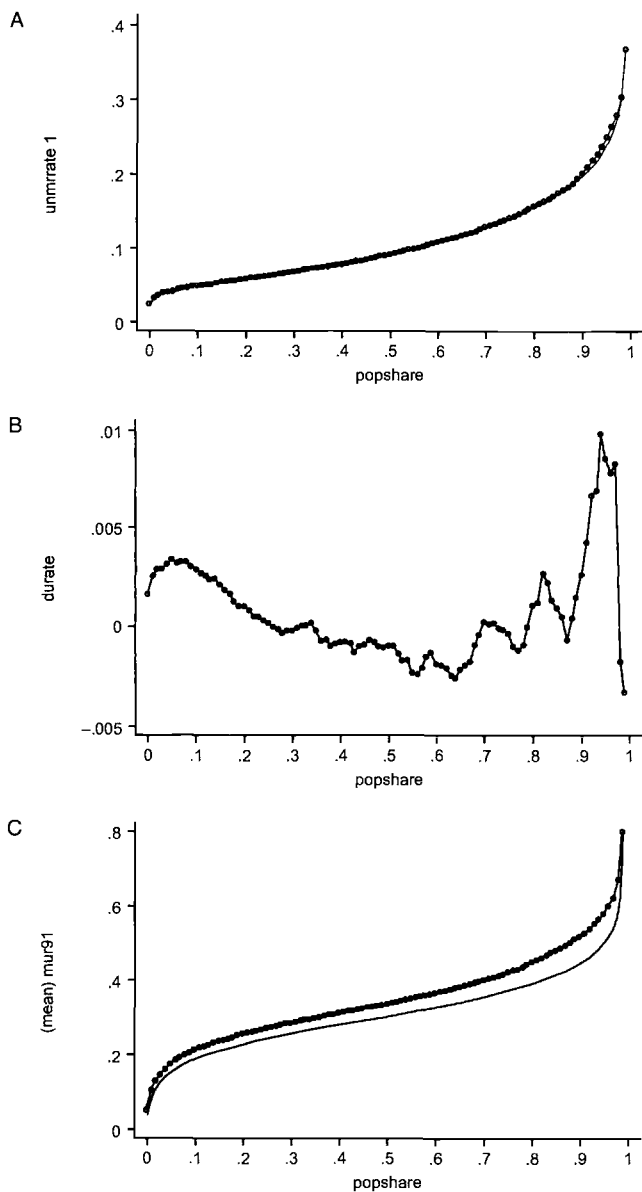 A
.4
.3
.2
.1
0
unmrrate 1
0 .1 .2 .3 .4 .5 .6 .7 .8 .9 1
popshare
B
.01
.005
0
−.005
durate
0 .1 .2 .3 .4 .5 .6 .7 .8 .9 1
popshare
C
.8
.6
.4
.2
0
(mean) mur91
0 .1 .2 .3 .4 .5 .6 .7 .8 .9 1
popshare